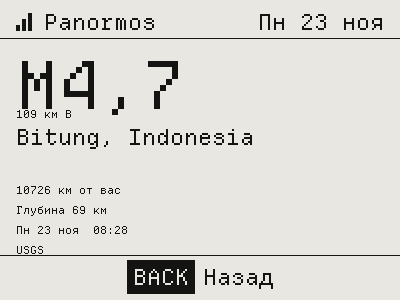 Panormos Пн 23 ноя
M4,7
109 км В
Bitung, Indonesia
10726 км от вас
Глубина 69 км
Пн 23 ноя 08:28
USGS
BACK Назад